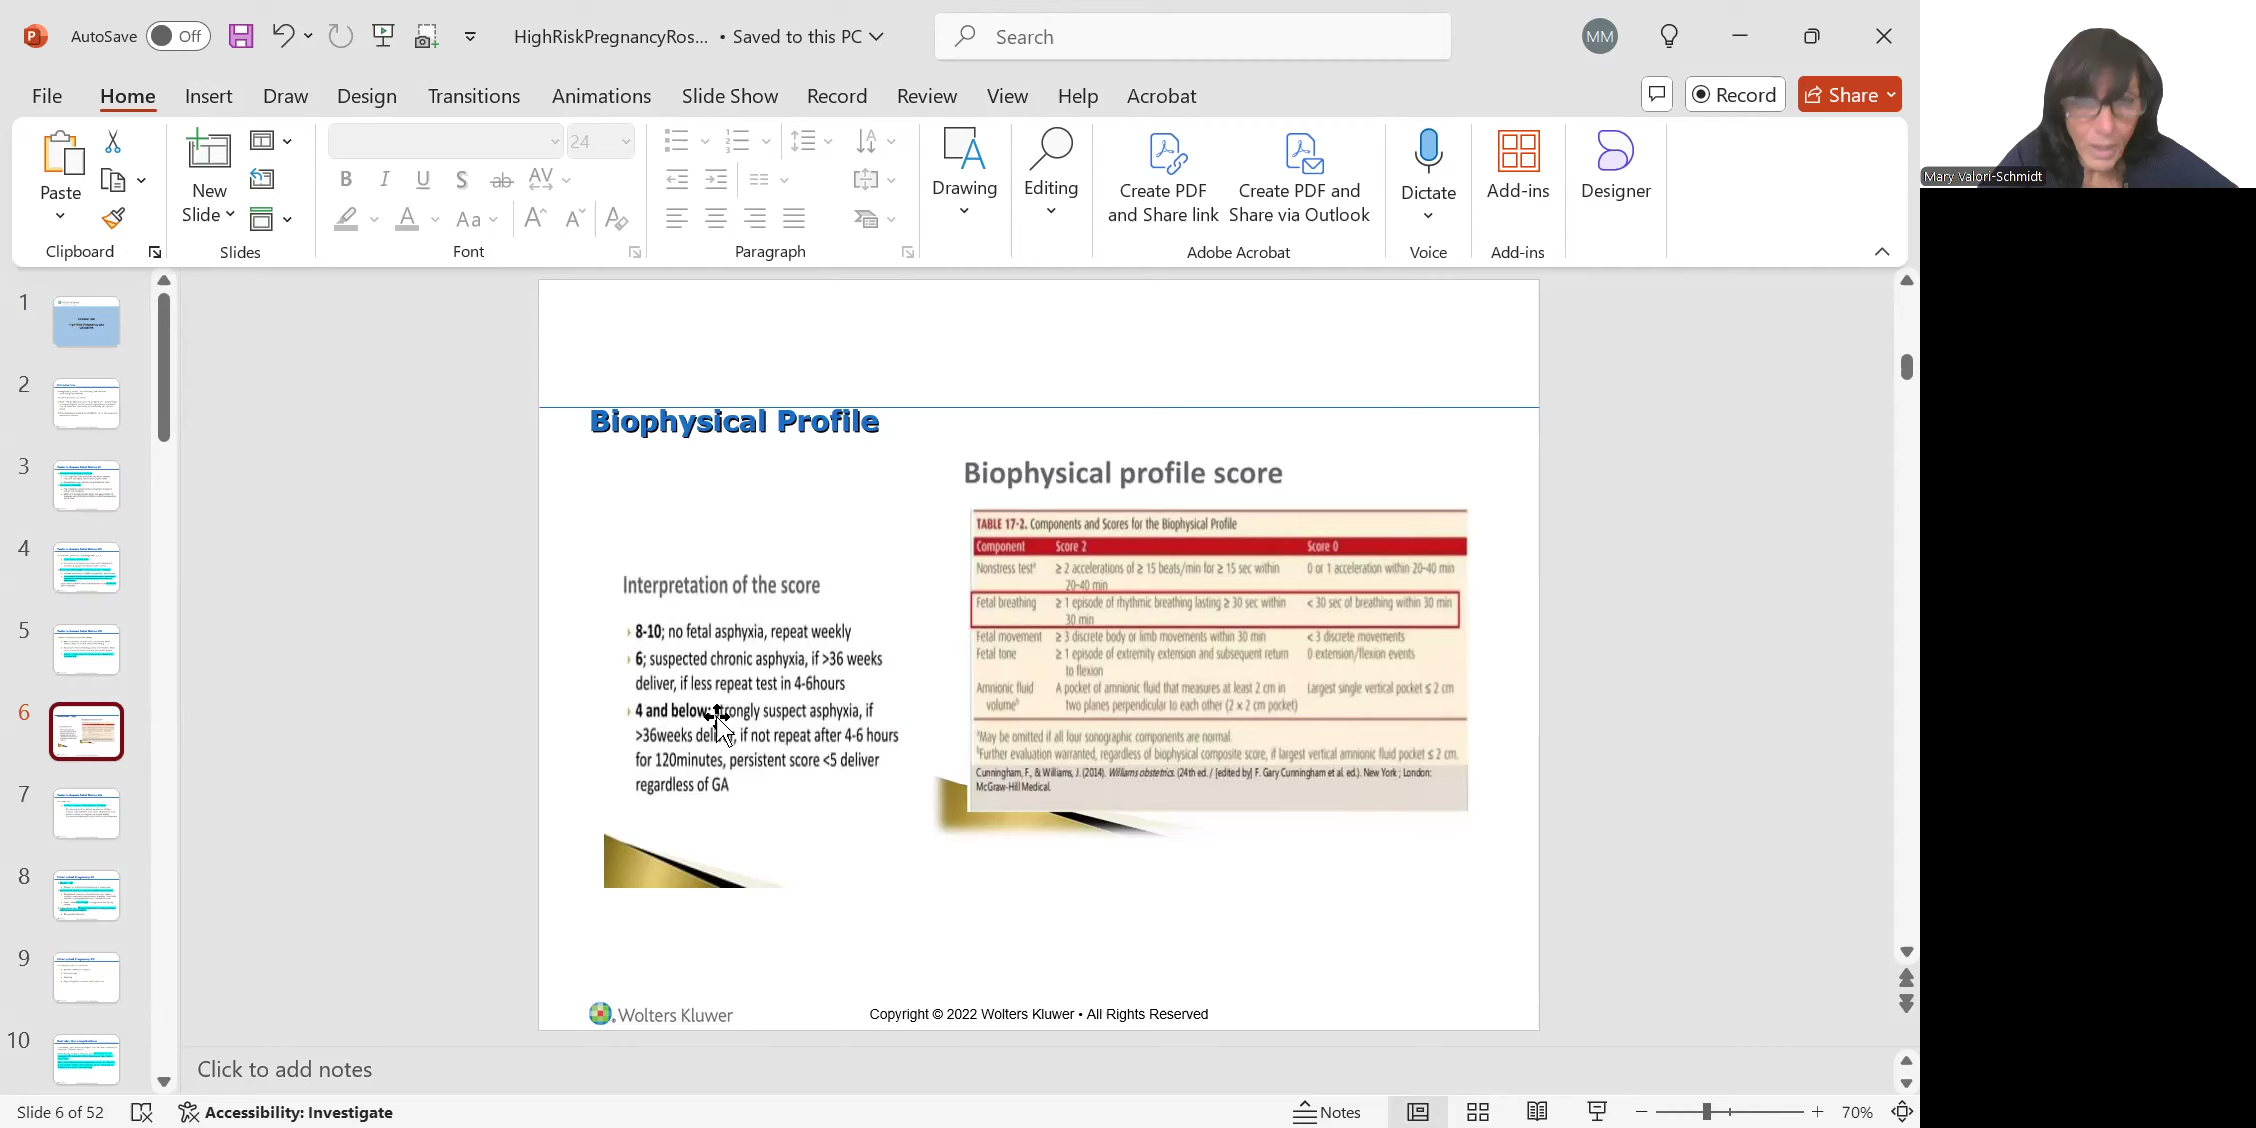 AutoSave Off HighRiskPregnancyRos... • Saved to this PC Search MM
File Home Insert Draw Design Transitions Animations Slide Show Record Review View Help Acrobat Record Share
Paste New Slide 24 Drawing Editing Create PDF and Share link Create PDF and Share via Outlook Dictate Add-ins Designer
Clipboard Slides Font Paragraph Adobe Acrobat Voice Add-ins
Mary Valori-Schmidt
1
2
3
4
5
6
7
8
9
10
Biophysical Profile
Interpretation of the score
8-10; no fetal asphyxia, repeat weekly
6; suspected chronic asphyxia, if >36 weeks
deliver, if less repeat test in 4-6hours
4 and below; strongly suspect asphyxia, if
>36weeks deliver, if not repeat after 4-6 hours
for 120minutes, persistent score <5 deliver
regardless of GA
Biophysical profile score
TABLE 17-2. Components and Scores for the Biophysical Profile
Component Score 2 Score 0
Nonstress testᵃ ≥ 2 accelerations of ≥ 15 beats/min for ≥ 15 sec within 0 or 1 acceleration within 20–40 min
20–40 min
Fetal breathing ≥ 1 episode of rhythmic breathing lasting ≥ 30 sec within < 30 sec of breathing within 30 min
30 min
Fetal movement ≥ 3 discrete body or limb movements within 30 min < 3 discrete movements
Fetal tone ≥ 1 episode of extremity extension and subsequent return 0 extension/flexion events
to flexion
Amnionic fluid A pocket of amnionic fluid that measures at least 2 cm in Largest single vertical pocket ≤ 2 cm
volumeᵇ two planes perpendicular to each other (2 × 2 cm pocket)
ᵃMay be omitted if all four sonographic components are normal.
ᵇFurther evaluation warranted, regardless of biophysical composite score, if largest vertical amnionic fluid pocket ≤ 2 cm.
Cunningham, F., & Williams, J. (2014). Williams obstetrics. (24th ed. / [edited by] F. Gary Cunningham et al. ed.). New York ; London:
McGraw-Hill Medical.
Wolters Kluwer Copyright © 2022 Wolters Kluwer • All Rights Reserved
Click to add notes
Slide 6 of 52 Accessibility: Investigate Notes 70%